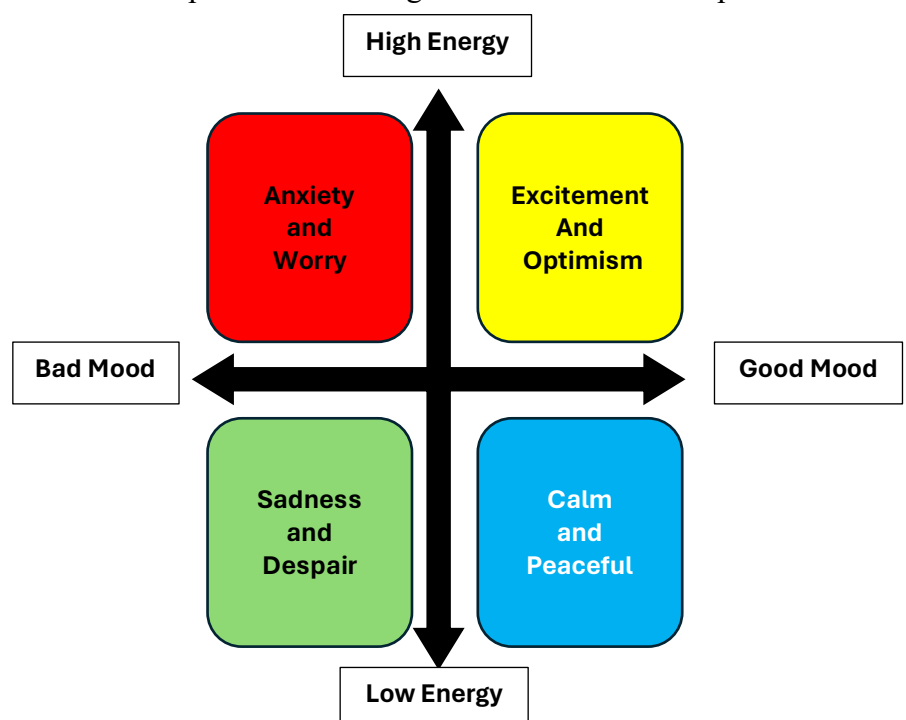 High Energy
Anxiety
and
Worry
Excitement
And
Optimism
Bad Mood
Good Mood
Sadness
and
Despair
Calm
and
Peaceful
Low Energy